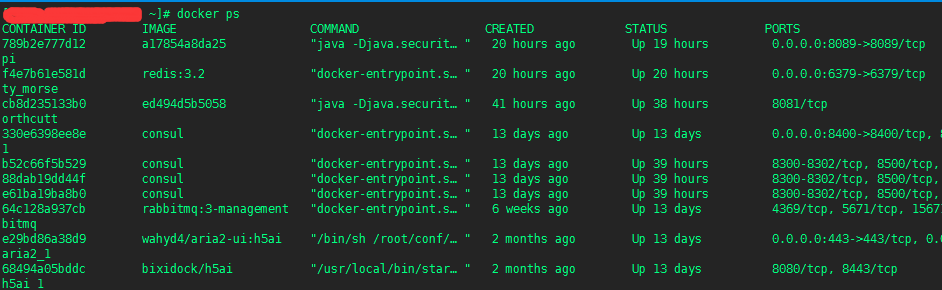 ~]# docker ps
CONTAINER ID IMAGE COMMAND CREATED STATUS PORTS
789b2e777d12 a17854a8da25 "java -Djava.securit… " 20 hours ago Up 19 hours 0.0.0.0:8089->8089/tcp
pi
f4e7b61e581d redis:3.2 "docker-entrypoint.s… " 20 hours ago Up 20 hours 0.0.0.0:6379->6379/tcp
ty_morse
cb8d235133b0 ed494d5b5058 "java -Djava.securit… " 41 hours ago Up 38 hours 8081/tcp
orthcutt
330e6398ee8e consul "docker-entrypoint.s… " 13 days ago Up 13 days 0.0.0.0:8400->8400/tcp,
1
b52c66f5b529 consul "docker-entrypoint.s… " 13 days ago Up 39 hours 8300-8302/tcp, 8500/tcp,
88dab19dd44f consul "docker-entrypoint.s… " 13 days ago Up 39 hours 8300-8302/tcp, 8500/tcp,
e61ba19ba8b0 consul "docker-entrypoint.s… " 13 days ago Up 39 hours 8300-8302/tcp, 8500/tcp,
64c128a937cb rabbitmq:3-management "docker-entrypoint.s… " 6 weeks ago Up 13 days 4369/tcp, 5671/tcp, 1567
bitmq
e29bd86a38d9 wahyd4/aria2-ui:h5ai "/bin/sh /root/conf/… " 2 months ago Up 13 days 0.0.0.0:443->443/tcp, 0.0
aria2_1
68494a05bddc bixidock/h5ai "/usr/local/bin/star… " 2 months ago Up 13 days 8080/tcp, 8443/tcp
h5ai_1